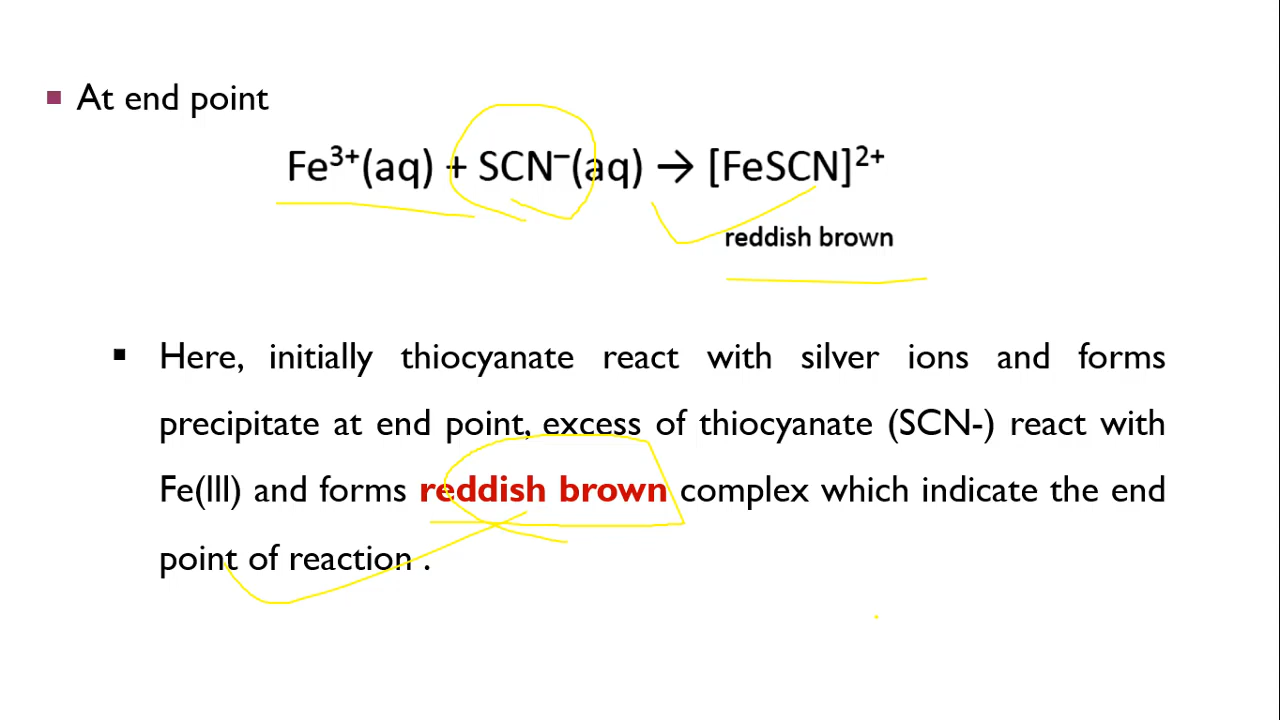 At end point
Fe³⁺(aq) + SCN⁻(aq) → [FeSCN]²⁺
reddish brown
Here, initially thiocyanate react with silver ions and forms
precipitate at end point, excess of thiocyanate (SCN-) react with
Fe(lll) and forms reddish brown complex which indicate the end
point of reaction .